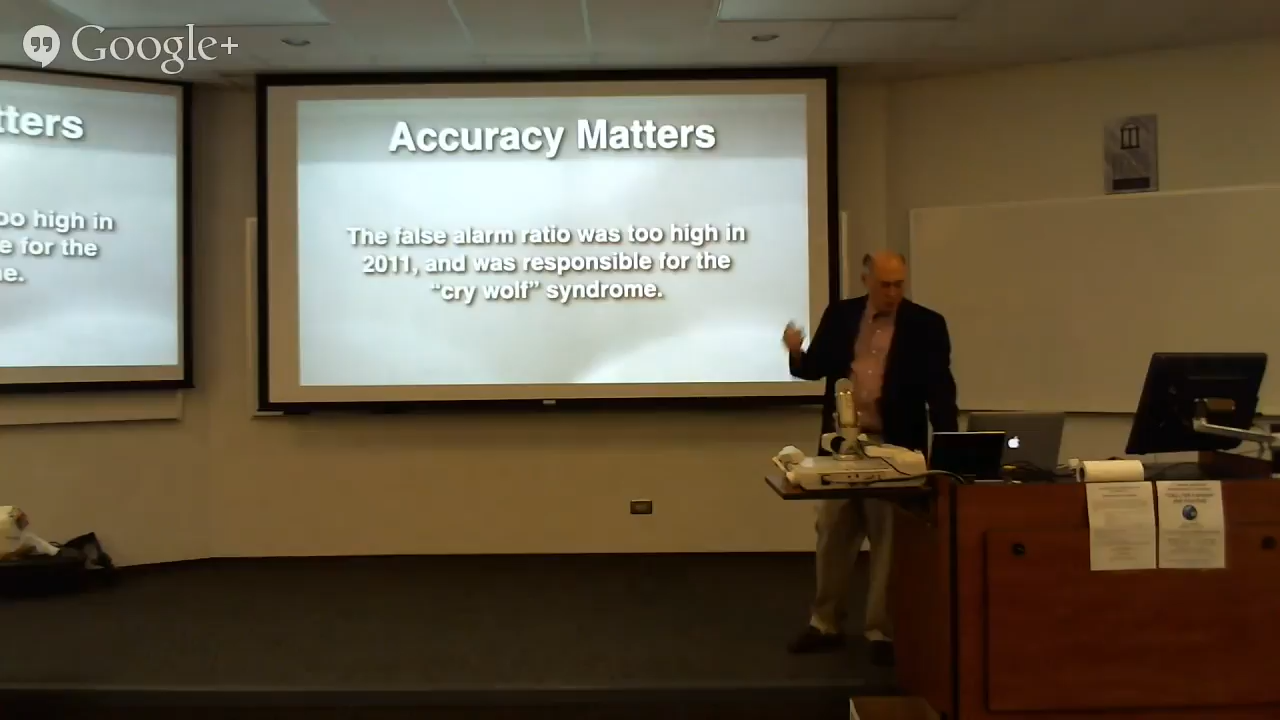 Google+
tters
Accuracy Matters
oo high in
e for the
e.
The false alarm ratio was too high in
2011, and was responsible for the
“cry wolf” syndrome.